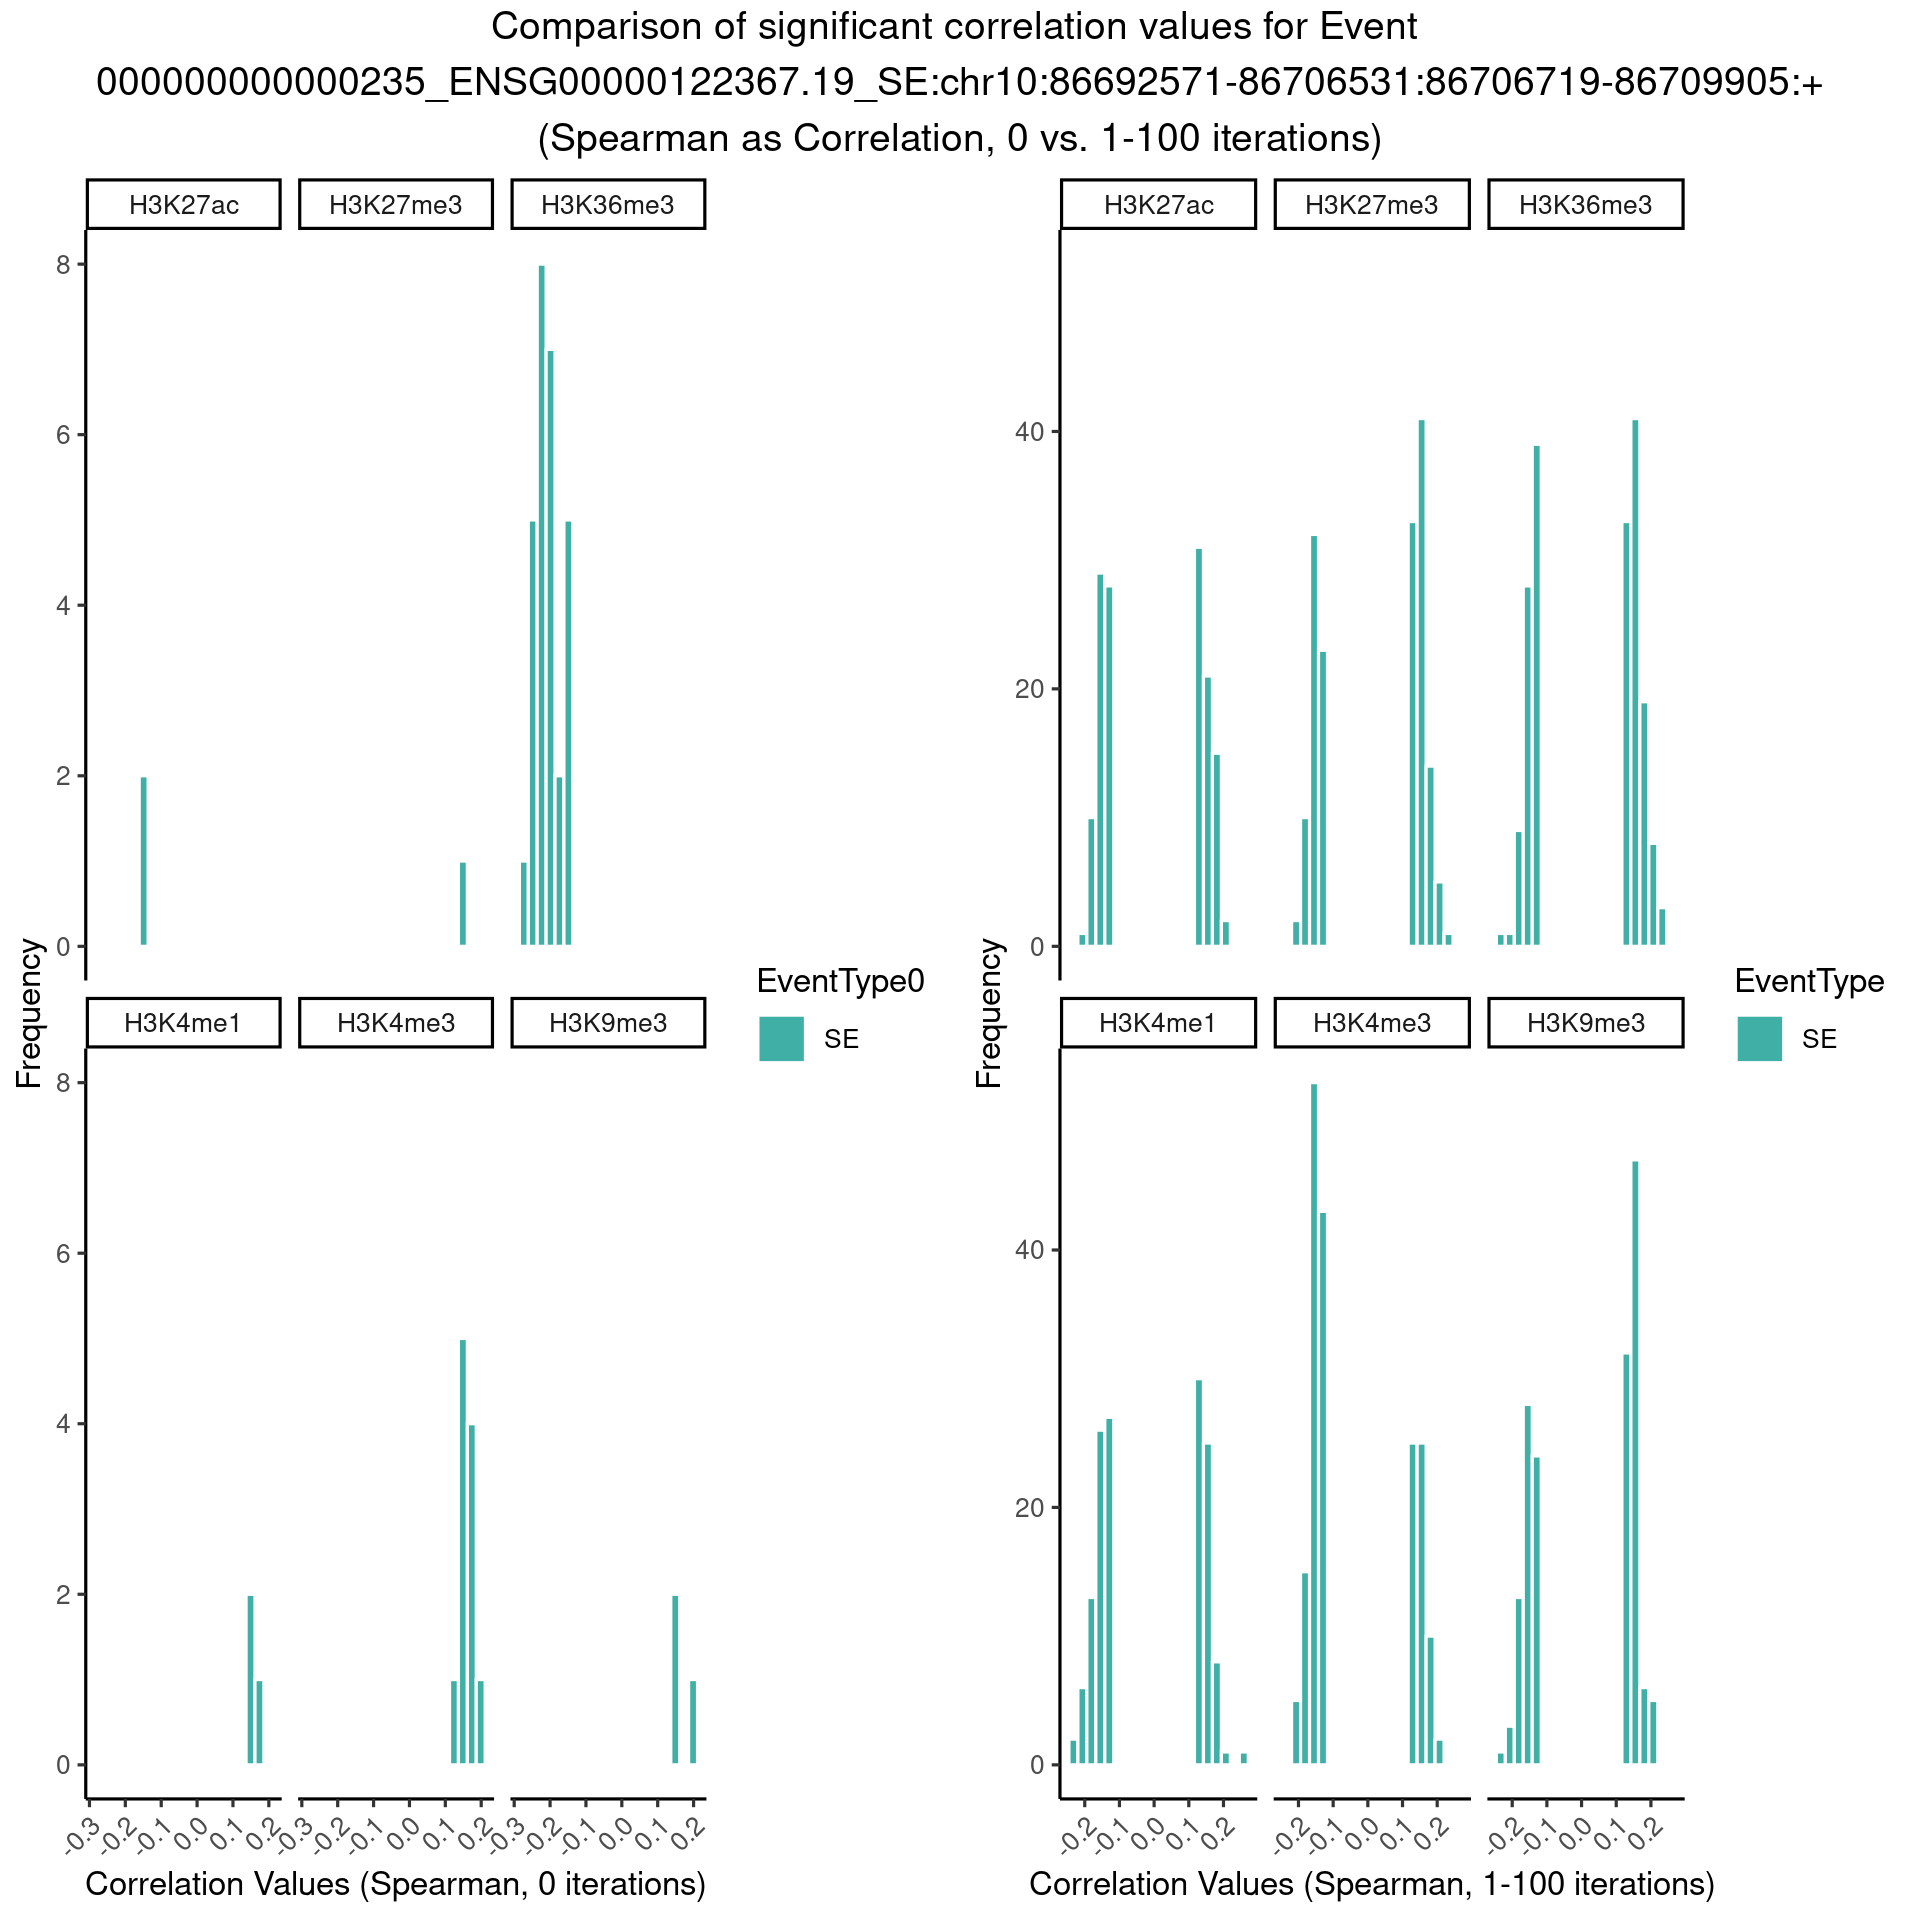 Comparison of significant correlation values for Event
000000000000235_ENSG00000122367.19_SE:chr10:86692571-86706531:86706719-86709905:+
(Spearman as Correlation, 0 vs. 1-100 iterations)
H3K27ac H3K27me3 H3K36me3
8
6
4
2
0
Frequency
H3K4me1 H3K4me3 H3K9me3
8
6
4
2
0
-0.3 -0.2 -0.1 0.0 0.1 0.2 -0.3 -0.2 -0.1 0.0 0.1 0.2 -0.3 -0.2 -0.1 0.0 0.1 0.2
Correlation Values (Spearman, 0 iterations)
EventType0
SE
H3K27ac H3K27me3 H3K36me3
40
20
0
Frequency
H3K4me1 H3K4me3 H3K9me3
40
20
0
-0.2 -0.1 0.0 0.1 0.2 -0.2 -0.1 0.0 0.1 0.2 -0.2 -0.1 0.0 0.1 0.2
Correlation Values (Spearman, 1-100 iterations)
EventType
SE